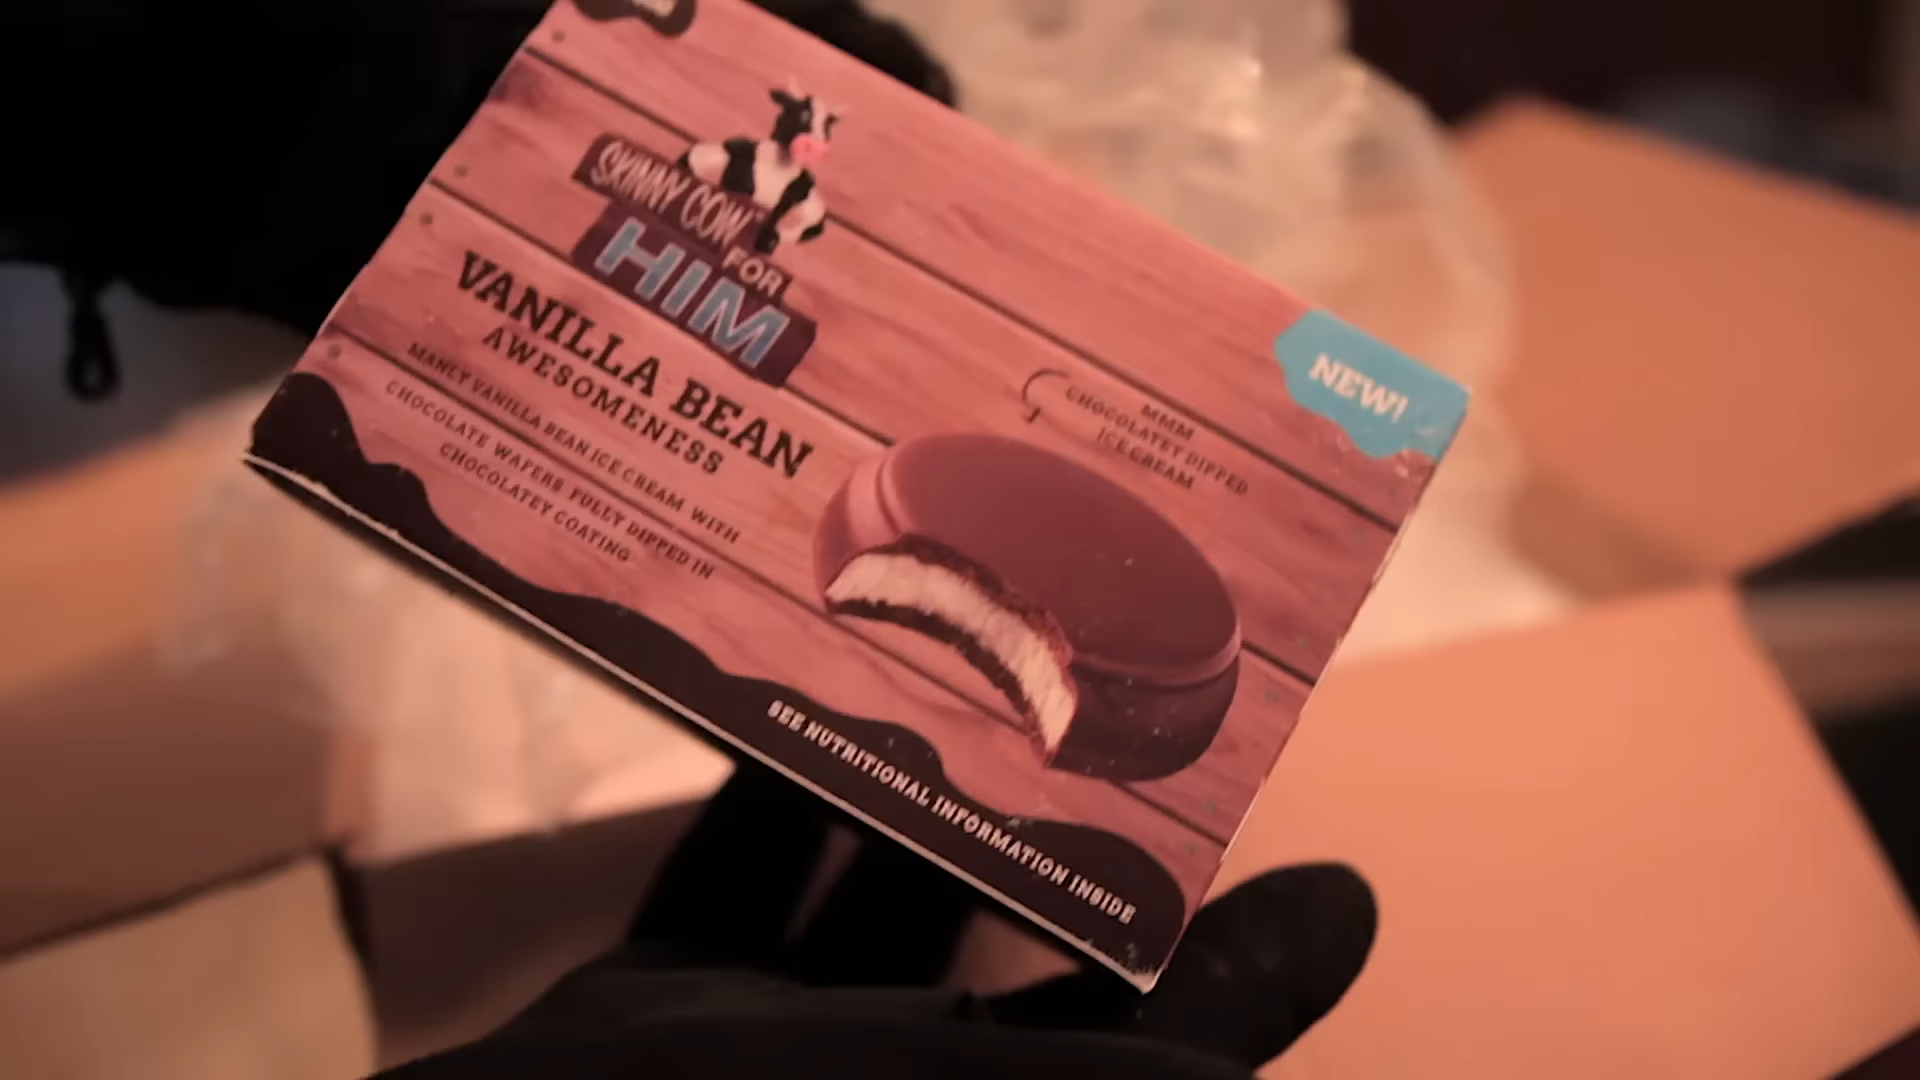 SKINNY COW
FOR
HIM
VANILLA BEAN
AWESOMENESS
MANLY VANILLA BEAN ICE CREAM WITH
CHOCOLATE WAFERS FULLY DIPPED IN
CHOCOLATEY COATING
MMM
CHOCOLATEY DIPPED
ICE CREAM
NEW!
SEE NUTRITIONAL INFORMATION INSIDE